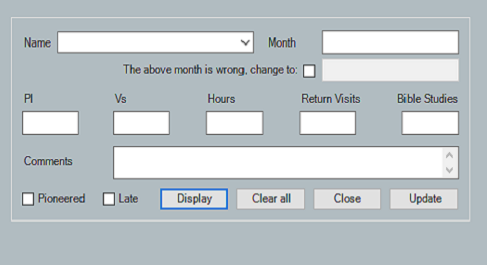 Name Month
The above month is wrong, change to:
Pl Vs Hours Return Visits Bible Studies
Comments
Pioneered Late Display Clear all Close Update